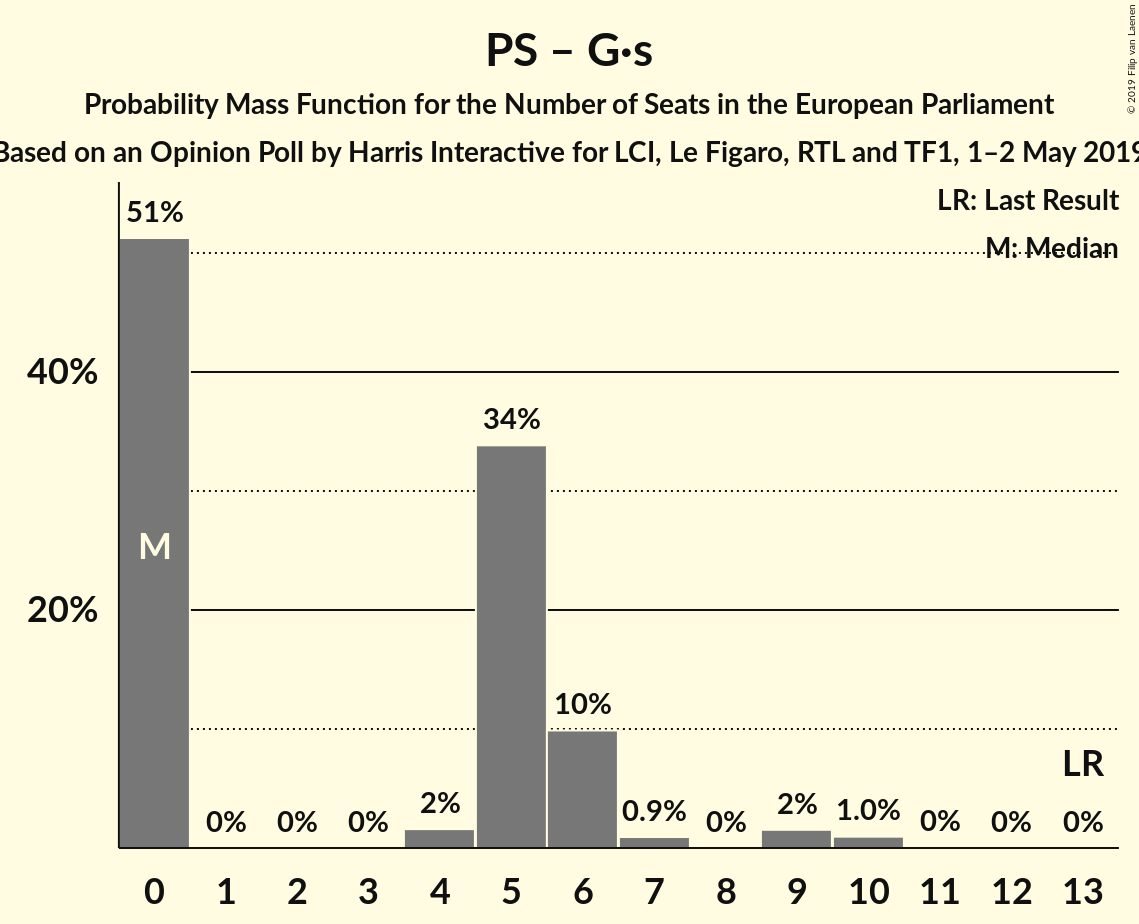 PS – G·s
Probability Mass Function for the Number of Seats in the European Parliament
Based on an Opinion Poll by Harris Interactive for LCI, Le Figaro, RTL and TF1, 1–2 May 2019
© 2019 Filip van Laenen
LR: Last Result
M: Median
51%
40%
34%
M
20%
10%
LR
2%
0.9%
2%
1.0%
0%
0%
0%
0%
0%
0%
0%
0 1 2 3 4 5 6 7 8 9 10 11 12 13